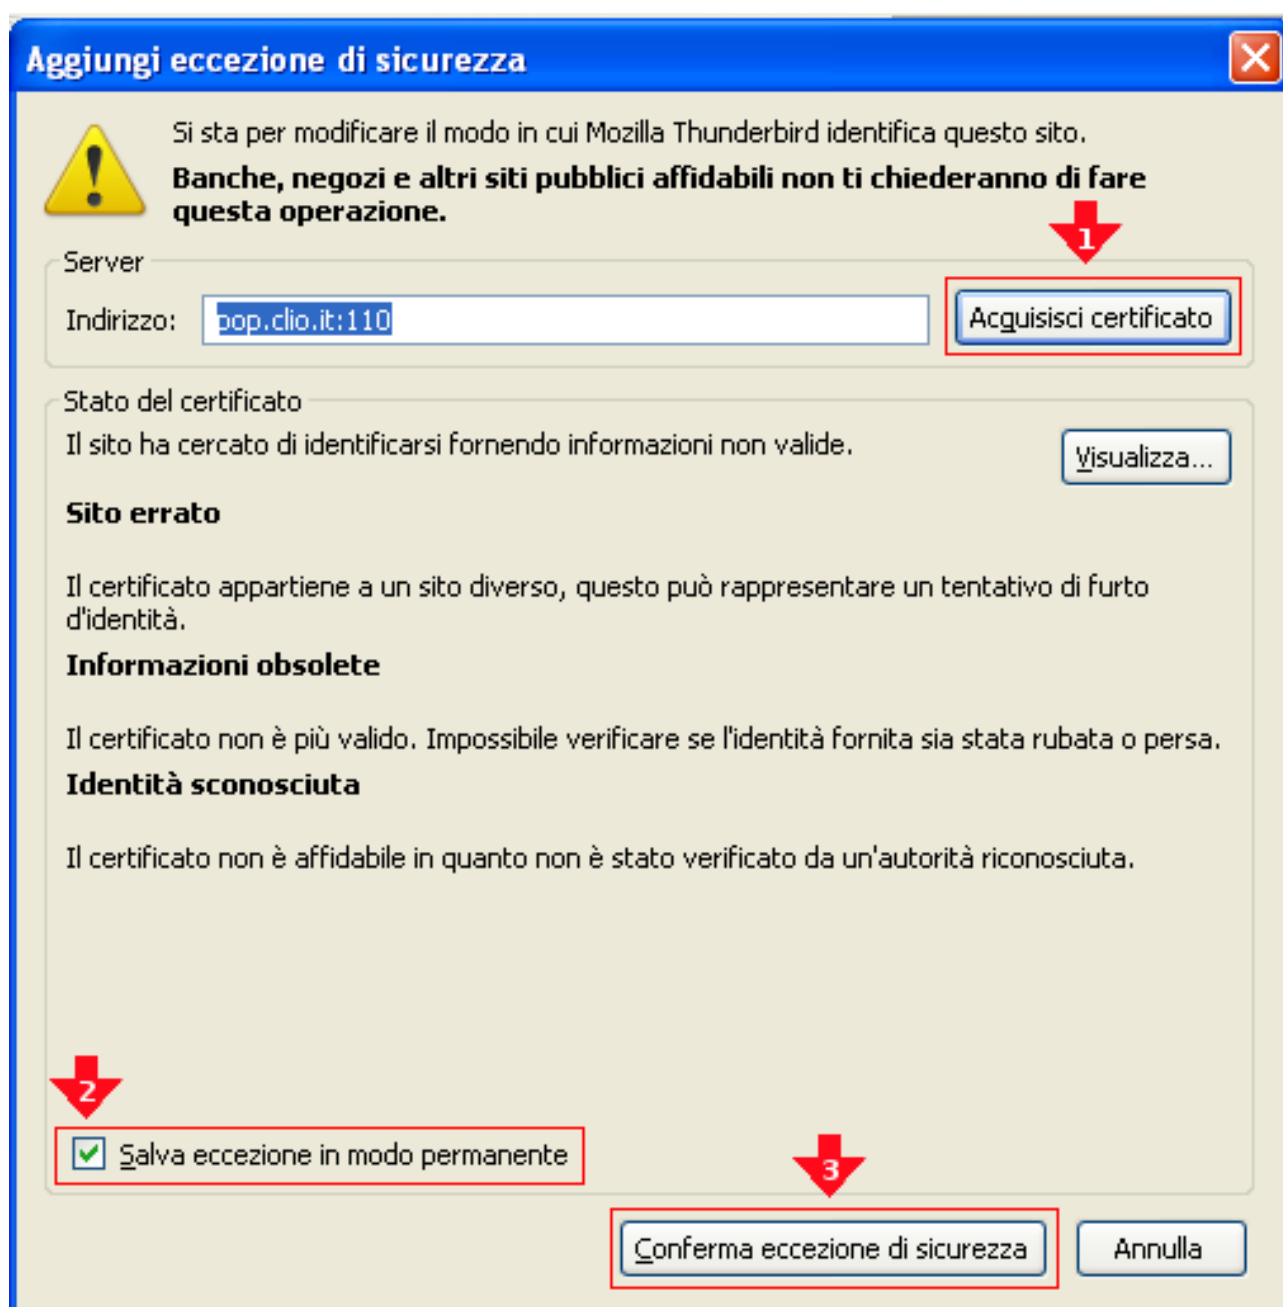 Aggiungi eccezione di sicurezza
Si sta per modificare il modo in cui Mozilla Thunderbird identifica questo sito.
Banche, negozi e altri siti pubblici affidabili non ti chiederanno di fare
questa operazione.
1
Server
Indirizzo: pop.clio.it:110 Acquisisci certificato
Stato del certificato
Il sito ha cercato di identificarsi fornendo informazioni non valide.
Visualizza...
Sito errato
Il certificato appartiene a un sito diverso, questo può rappresentare un tentativo di furto
d'identità.
Informazioni obsolete
Il certificato non è più valido. Impossibile verificare se l'identità fornita sia stata rubata o persa.
Identità sconosciuta
Il certificato non è affidabile in quanto non è stato verificato da un'autorità riconosciuta.
2
Salva eccezione in modo permanente
3
Conferma eccezione di sicurezza Annulla